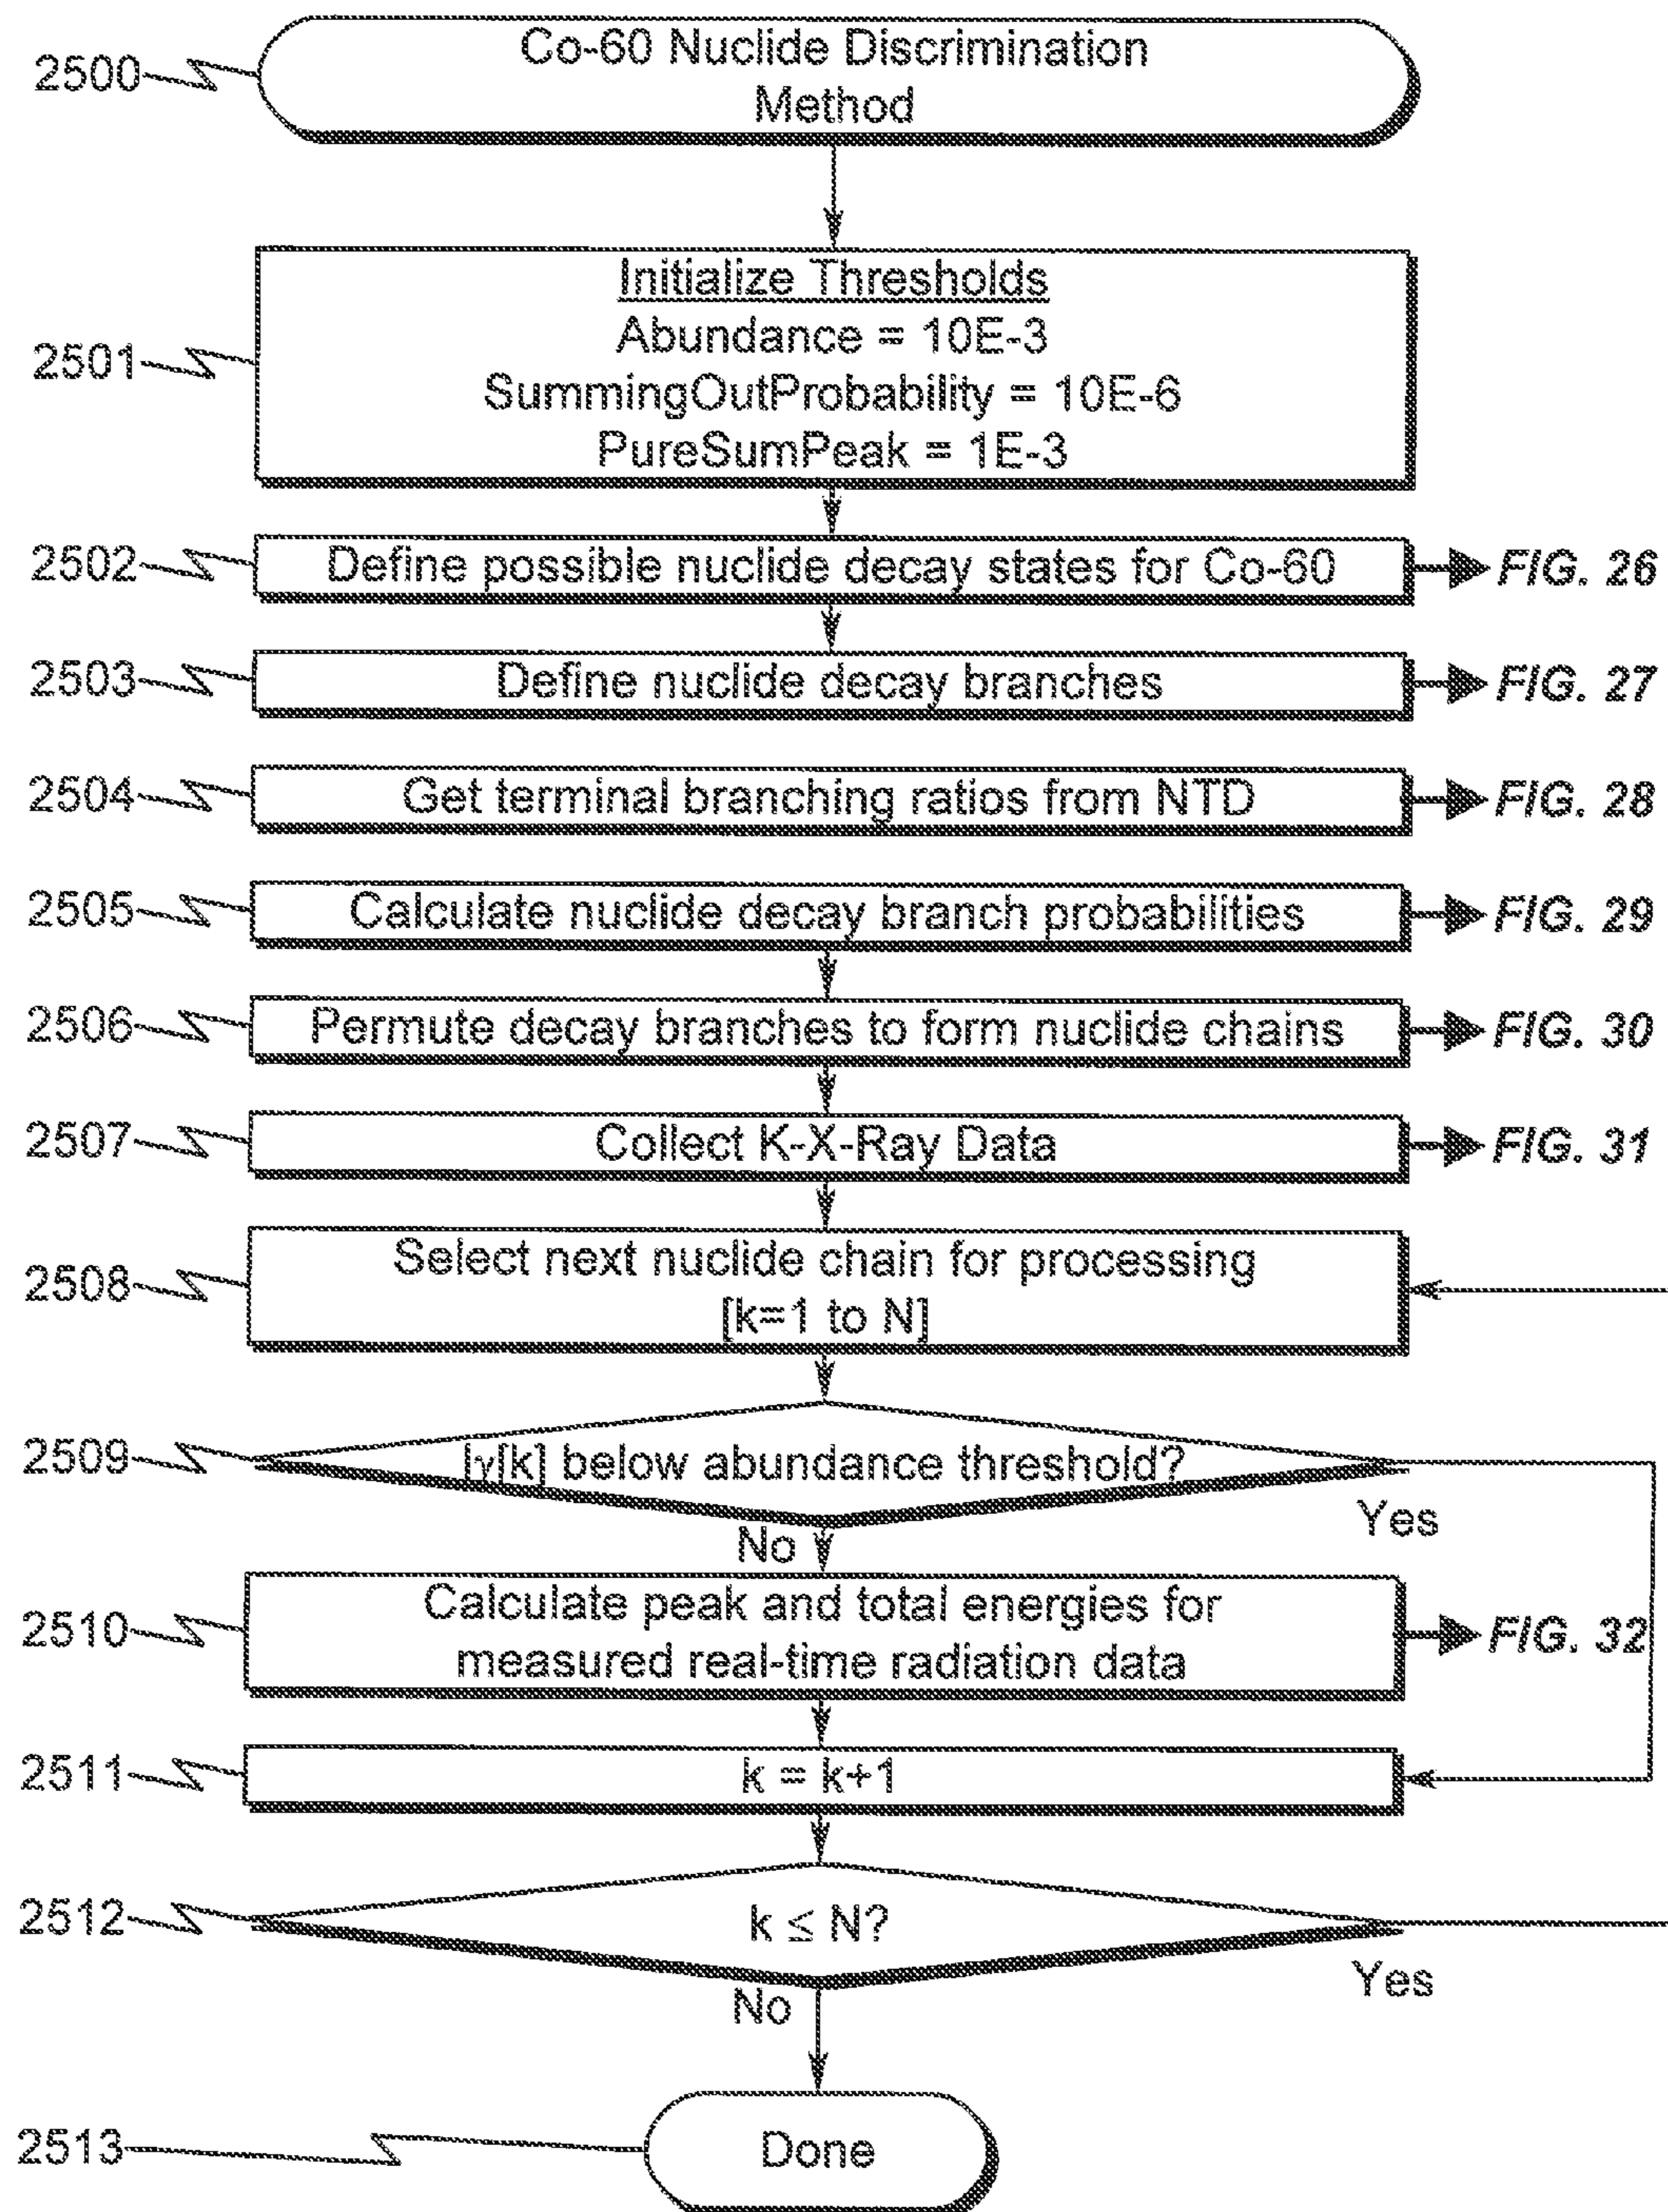 2500
Co-60 Nuclide Discrimination
Method
2501
Initialize Thresholds
Abundance = 10E-3
SummingOutProbability = 10E-6
PureSumPeak = 1E-3
2502
Define possible nuclide decay states for Co-60
FIG. 26
2503
Define nuclide decay branches
FIG. 27
2504
Get terminal branching ratios from NTD
FIG. 28
2505
Calculate nuclide decay branch probabilities
FIG. 29
2506
Permute decay branches to form nuclide chains
FIG. 30
2507
Collect K-X-Ray Data
FIG. 31
2508
Select next nuclide chain for processing
[k=1 to N]
2509
Iγ[k] below abundance threshold?
Yes
No
2510
Calculate peak and total energies for
measured real-time radiation data
FIG. 32
2511
k = k+1
2512
k ≤ N?
Yes
No
2513
Done